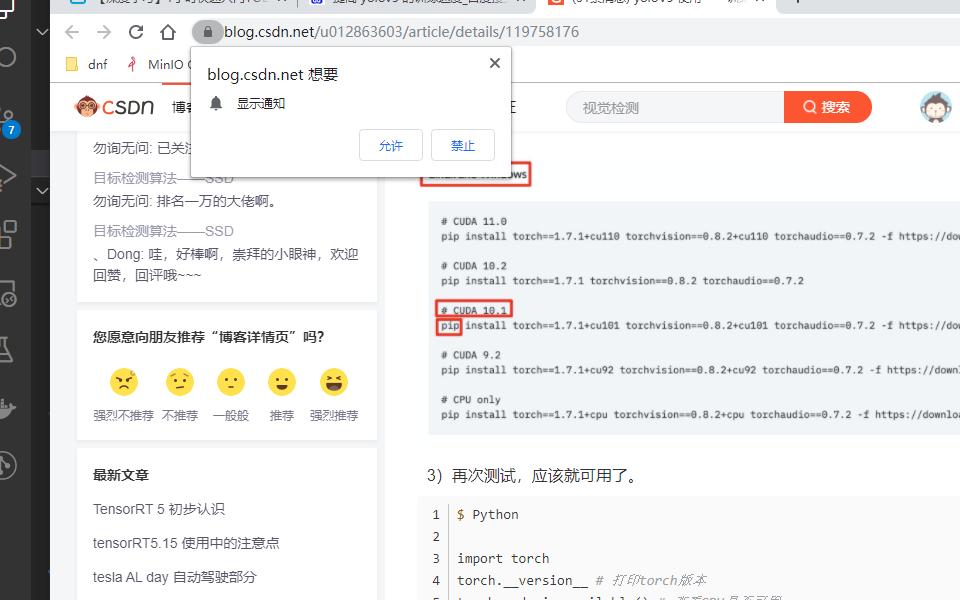 blog.csdn.net/u012863603/article/details/119758176
dnf
MinIO
blog.csdn.net 想要
显示通知
允许
禁止
CSDN
视觉检测
搜索
7
勿询无问: 已关
目标检测算法——SSD
勿询无问: 排名一万的大佬啊。
目标检测算法——SSD
、Dong: 哇，好棒啊，崇拜的小眼神，欢迎
回赞，回评哦~~~
您愿意向朋友推荐“博客详情页”吗？
强烈不推荐
不推荐
一般般
推荐
强烈推荐
最新文章
TensorRT 5 初步认识
tensorRT5.15 使用中的注意点
tesla AL day 自动驾驶部分
# CUDA 11.0
pip install torch==1.7.1+cu110 torchvision==0.8.2+cu110 torchaudio==0.7.2 -f https://dow
# CUDA 10.2
pip install torch==1.7.1 torchvision==0.8.2 torchaudio==0.7.2
# CUDA 10.1
pip install torch==1.7.1+cu101 torchvision==0.8.2+cu101 torchaudio==0.7.2 -f https://dow
# CUDA 9.2
pip install torch==1.7.1+cu92 torchvision==0.8.2+cu92 torchaudio==0.7.2 -f https://downl
# CPU only
pip install torch==1.7.1+cpu torchvision==0.8.2+cpu torchaudio==0.7.2 -f https://downloa
3）再次测试，应该就可用了。
1 $ Python
2
3 import torch
4 torch.__version__ # 打印torch版本